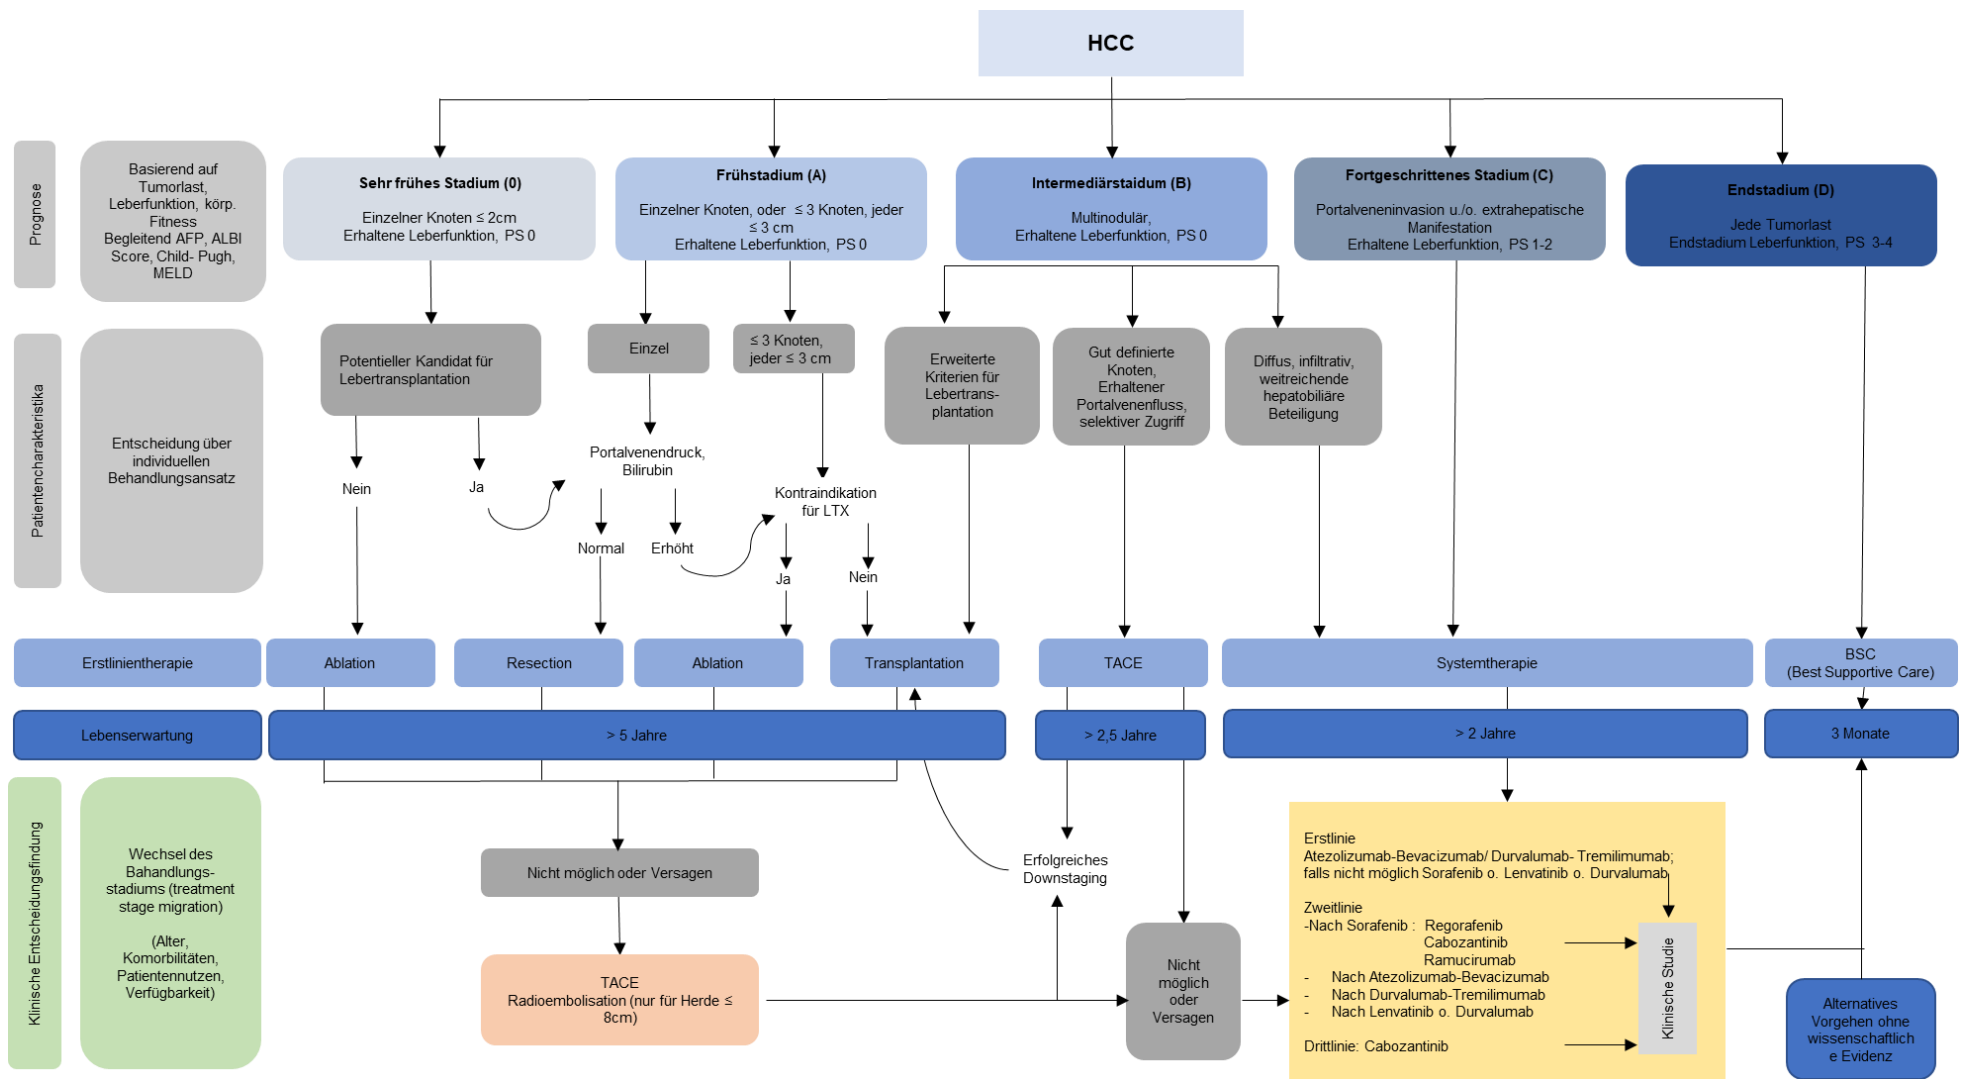 HCC
Prognose
Basierend auf
Tumorlast,
Leberfunktion, körp.
Fitness
Begleitend AFP, ALBI
Score, Child- Pugh,
MELD
Sehr frühes Stadium (0)
Einzelner Knoten ≤ 2cm
Erhaltene Leberfunktion, PS 0
Frühstadium (A)
Einzelner Knoten, oder ≤ 3 Knoten, jeder
≤ 3 cm
Erhaltene Leberfunktion, PS 0
Intermediärstaidum (B)
Multinodulär,
Erhaltene Leberfunktion, PS 0
Fortgeschrittenes Stadium (C)
Portalveneninvasion u./o. extrahepatische
Manifestation
Erhaltene Leberfunktion, PS 1-2
Endstadium (D)
Jede Tumorlast
Endstadium Leberfunktion, PS 3-4
Patientencharakteristika
Entscheidung über
individuellen
Behandlungsansatz
Potentieller Kandidat für
Lebertransplantation
Einzel
≤ 3 Knoten,
jeder ≤ 3 cm
Erweiterte
Kriterien für
Lebertrans-
plantation
Gut definierte
Knoten,
Erhaltener
Portalvenenfluss,
selektiver Zugriff
Diffus, infiltrativ,
weitreichende
hepatobiliäre
Beteiligung
Nein
Ja
Portalvenendruck,
Bilirubin
Kontraindikation
für LTX
Normal
Erhöht
Ja
Nein
Erstlinientherapie
Ablation
Resection
Ablation
Transplantation
TACE
Systemtherapie
BSC
(Best Supportive Care)
Lebenserwartung
> 5 Jahre
> 2,5 Jahre
> 2 Jahre
3 Monate
Klinische Entscheidungsfindung
Wechsel des
Bahandlungs-
stadiums (treatment
stage migration)
(Alter,
Komorbilitäten,
Patientennutzen,
Verfügbarkeit)
Nicht möglich oder Versagen
TACE
Radioembolisation (nur für Herde ≤
8cm)
Erfolgreiches
Downstaging
Nicht
möglich
oder
Versagen
Erstlinie
Atezolizumab-Bevacizumab/ Durvalumab- Tremilimumab;
falls nicht möglich Sorafenib o. Lenvatinib o. Durvalumab
Zweitlinie
-Nach Sorafenib : Regorafenib
Cabozantinib
Ramucirumab
- Nach Atezolizumab-Bevacizumab
- Nach Durvalumab-Tremilimumab
- Nach Lenvatinib o. Durvalumab
Drittlinie: Cabozantinib
Klinische Studie
Alternatives
Vorgehen ohne
wissenschaftlich
e Evidenz